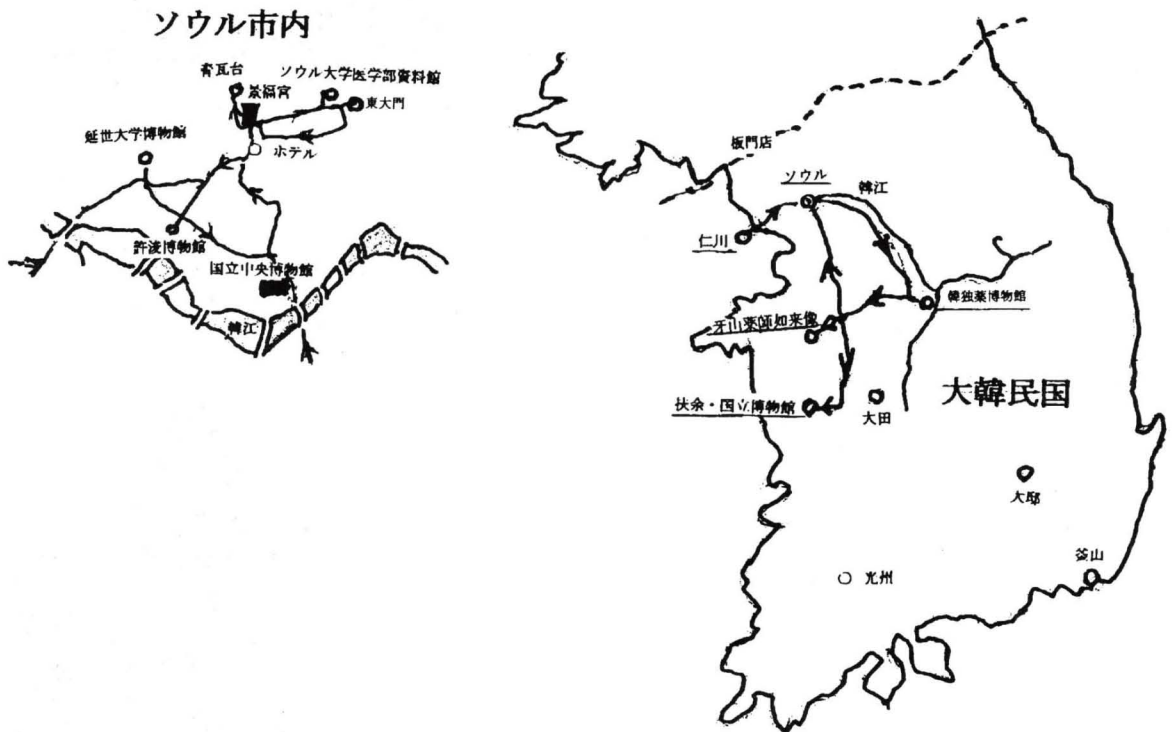 ソウル市内
青瓦台
景福宮
ソウル大学医学部資料館
東大門
延世大学博物館
ホテル
許浚博物館
国立中央博物館
韓江
板門店
ソウル
韓江
仁川
韓独薬博物館
牙山薬師如来像
扶余・国立博物館
大田
大韓民国
大邸
釜山
光州